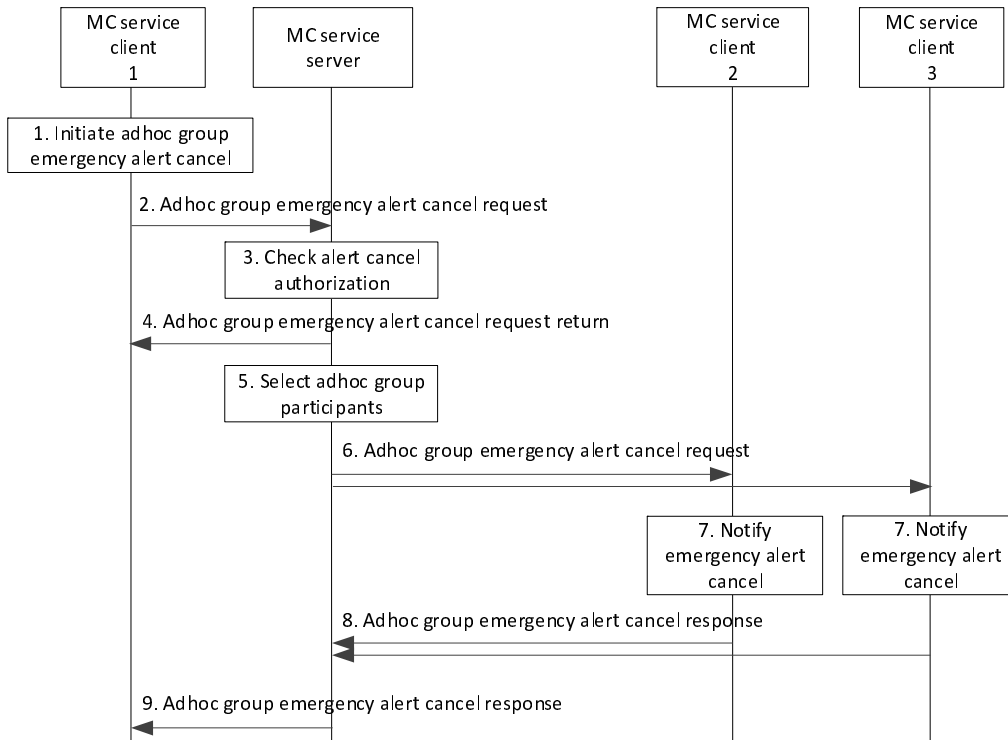 MC service
client
1
MC service
server
MC service
client
2
MC service
client
3
1. Initiate adhoc group
emergency alert cancel
2. Adhoc group emergency alert cancel request
3. Check alert cancel
authorization
4. Adhoc group emergency alert cancel request return
5. Select adhoc group
participants
6. Adhoc group emergency alert cancel request
7. Notify
emergency alert
cancel
7. Notify
emergency alert
cancel
8. Adhoc group emergency alert cancel response
9. Adhoc group emergency alert cancel response